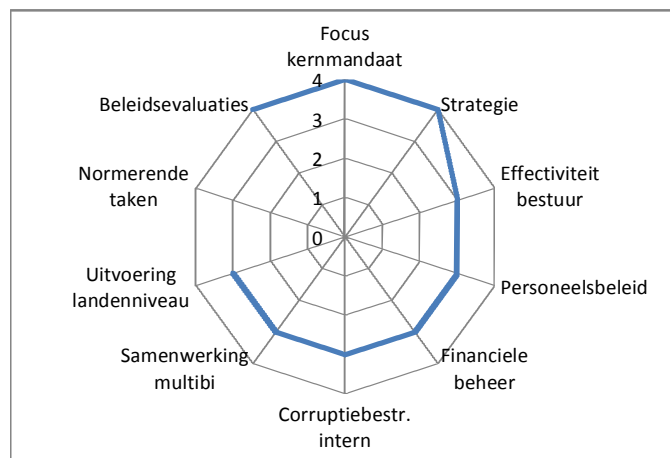 Focus
kernmandaat
Strategie
Effectiviteit
bestuur
Personeelsbeleid
Financiele
beheer
Corruptiebestr.
intern
Samenwerking
multibi
Uitvoering
landenniveau
Normerende
taken
Beleidsevaluaties
4
3
2
1
0